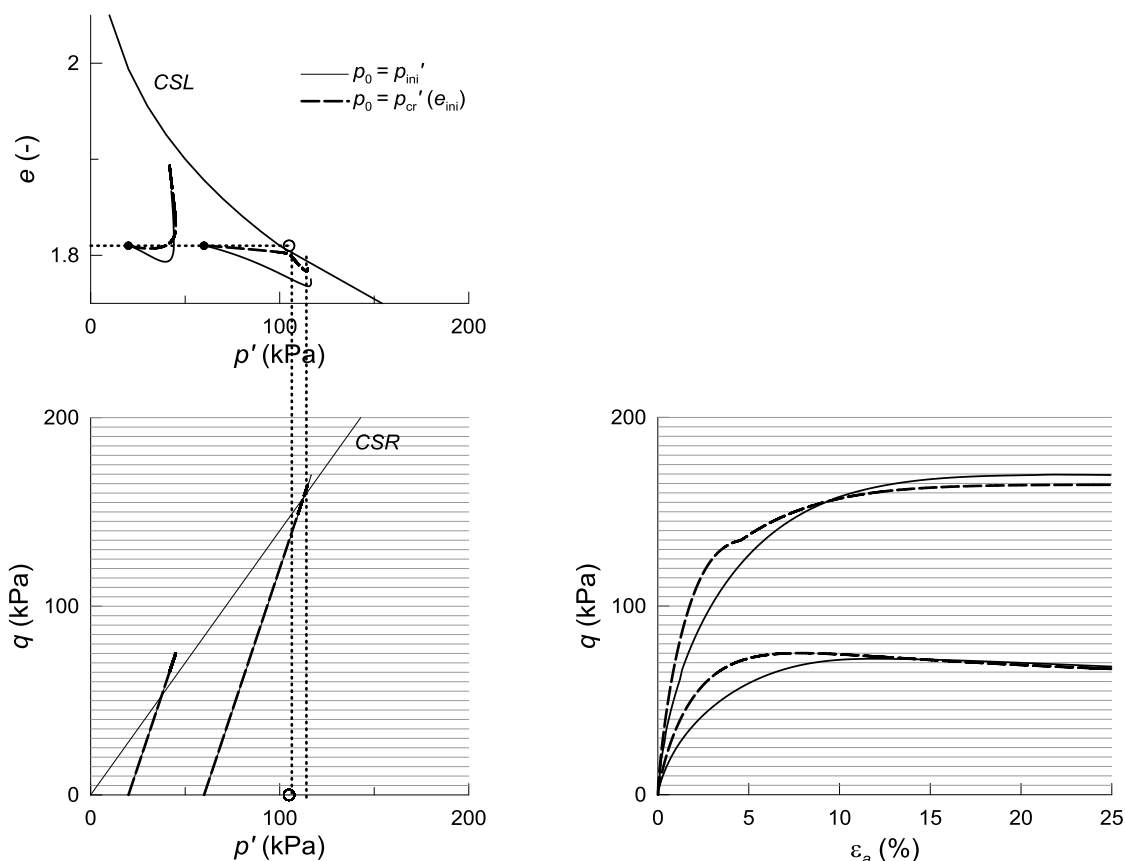 2
CSL
p₀ = pᵢₙᵢ′
p₀ = p_cr′ (eᵢₙᵢ)
e (-)
1.8
0 100 200
p′ (kPa)
200
CSR
q (kPa)
100
0
0 100 200
p′ (kPa)
200
q (kPa)
100
0
0 5 10 15 20 25
εₐ (%)